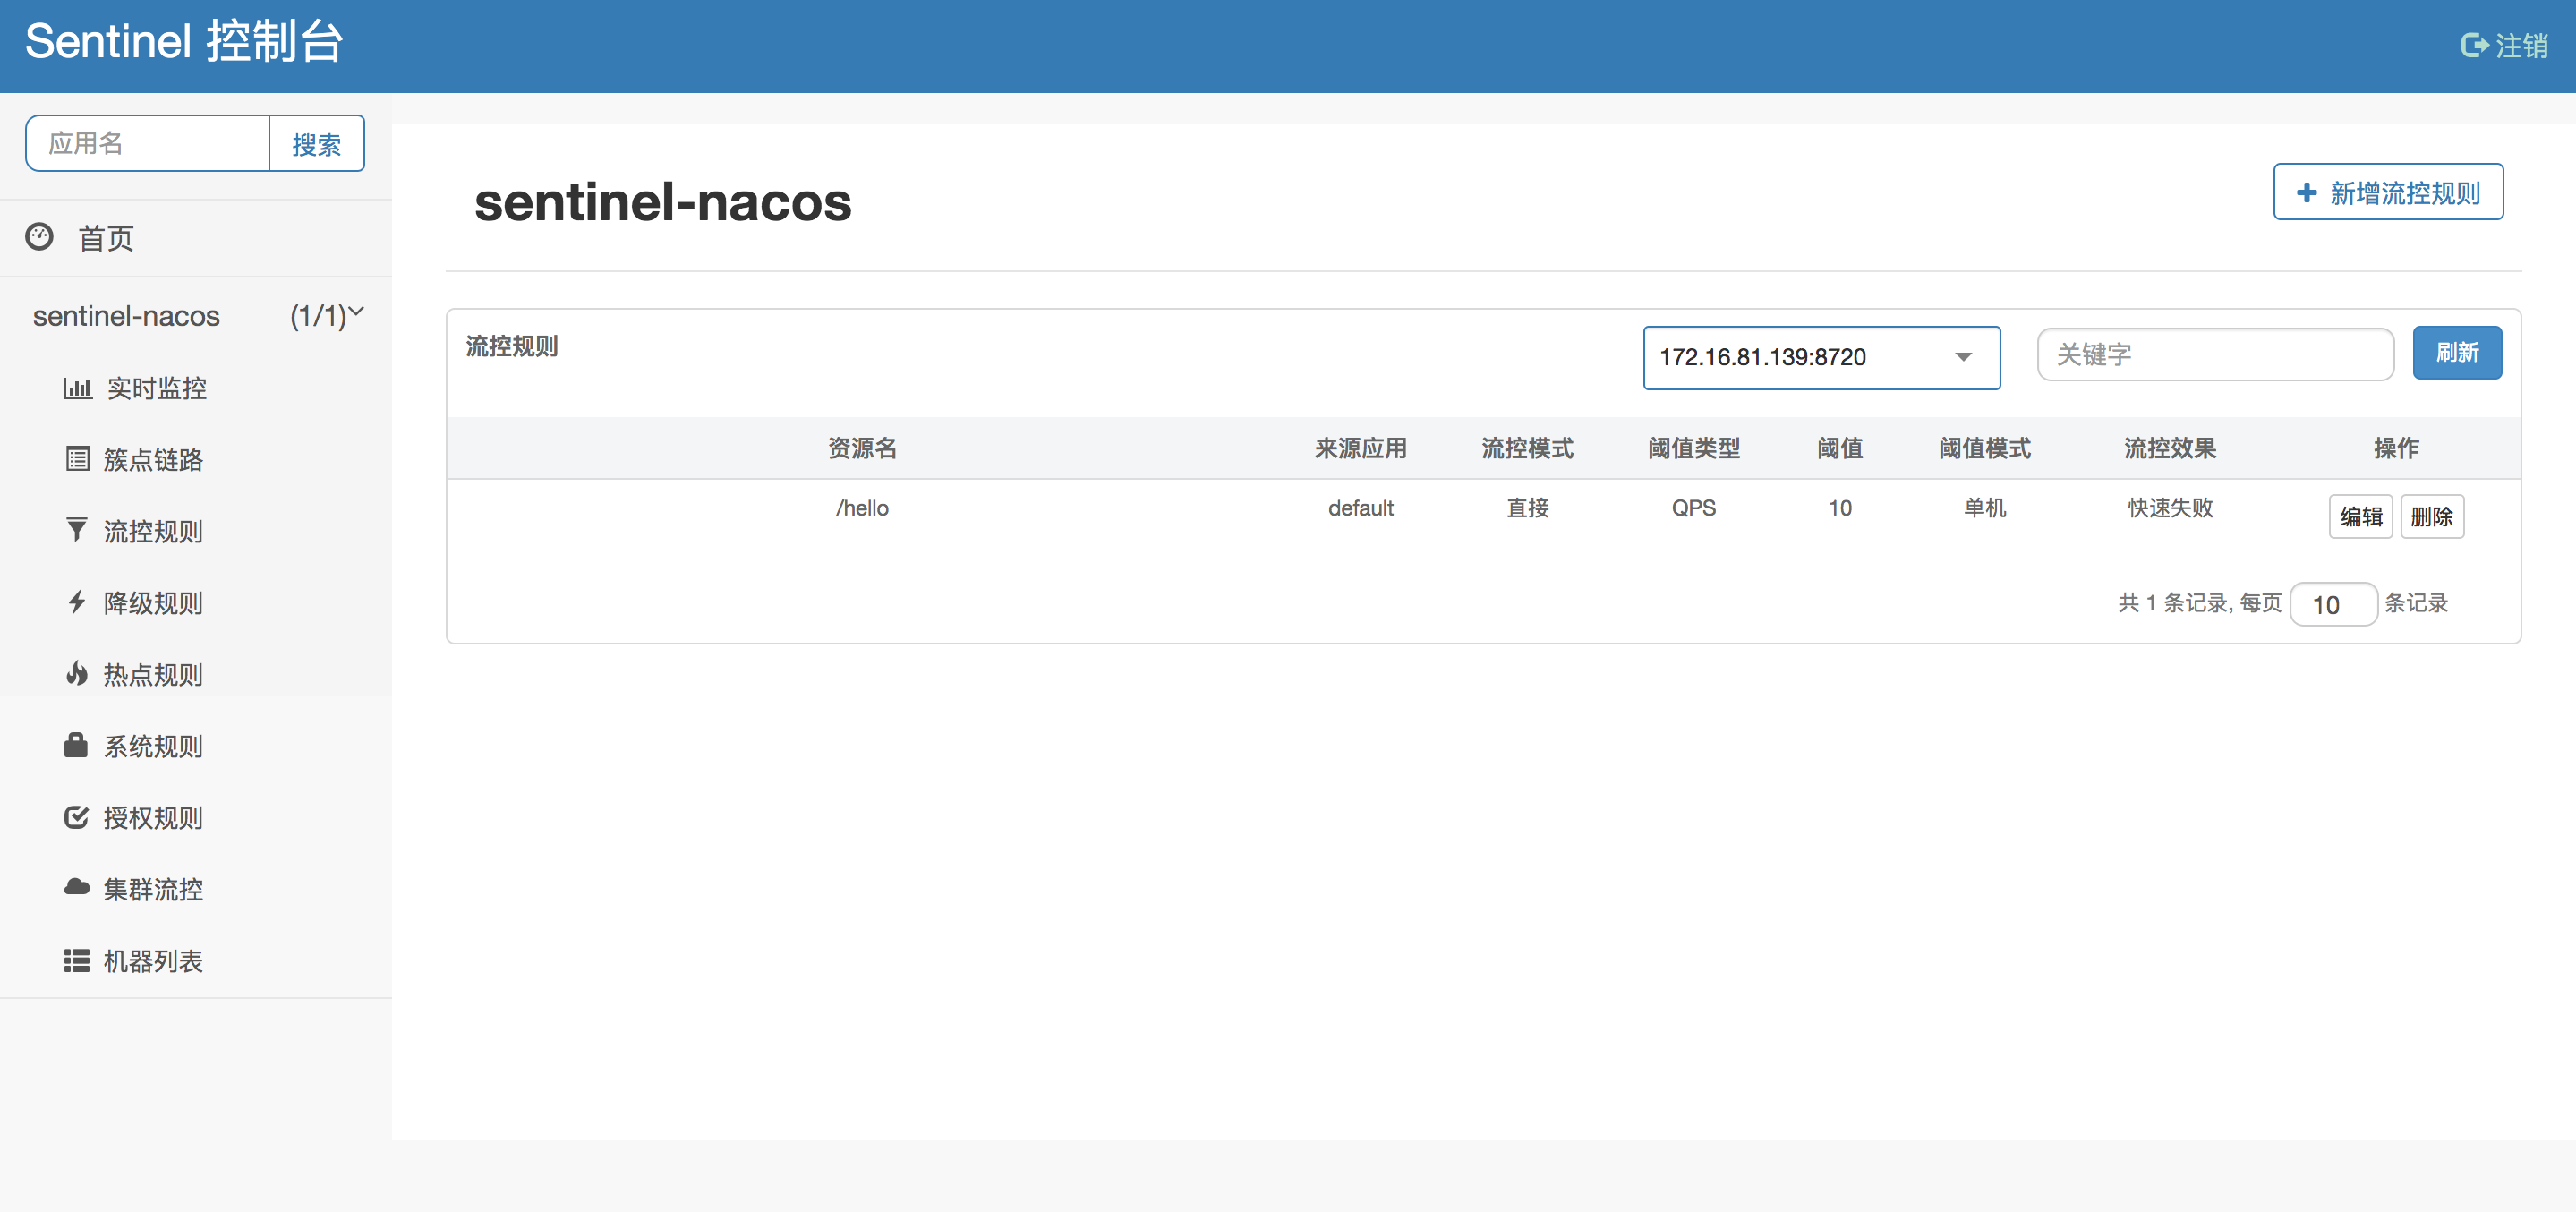 Sentinel 控制台
注销
应用名 搜索
首页
sentinel-nacos (1/1)
实时监控
簇点链路
流控规则
降级规则
热点规则
系统规则
授权规则
集群流控
机器列表
sentinel-nacos
新增流控规则
流控规则 172.16.81.139:8720 关键字 刷新
资源名 来源应用 流控模式 阈值类型 阈值 阈值模式 流控效果 操作
/hello default 直接 QPS 10 单机 快速失败 编辑 删除
共 1 条记录, 每页 10 条记录